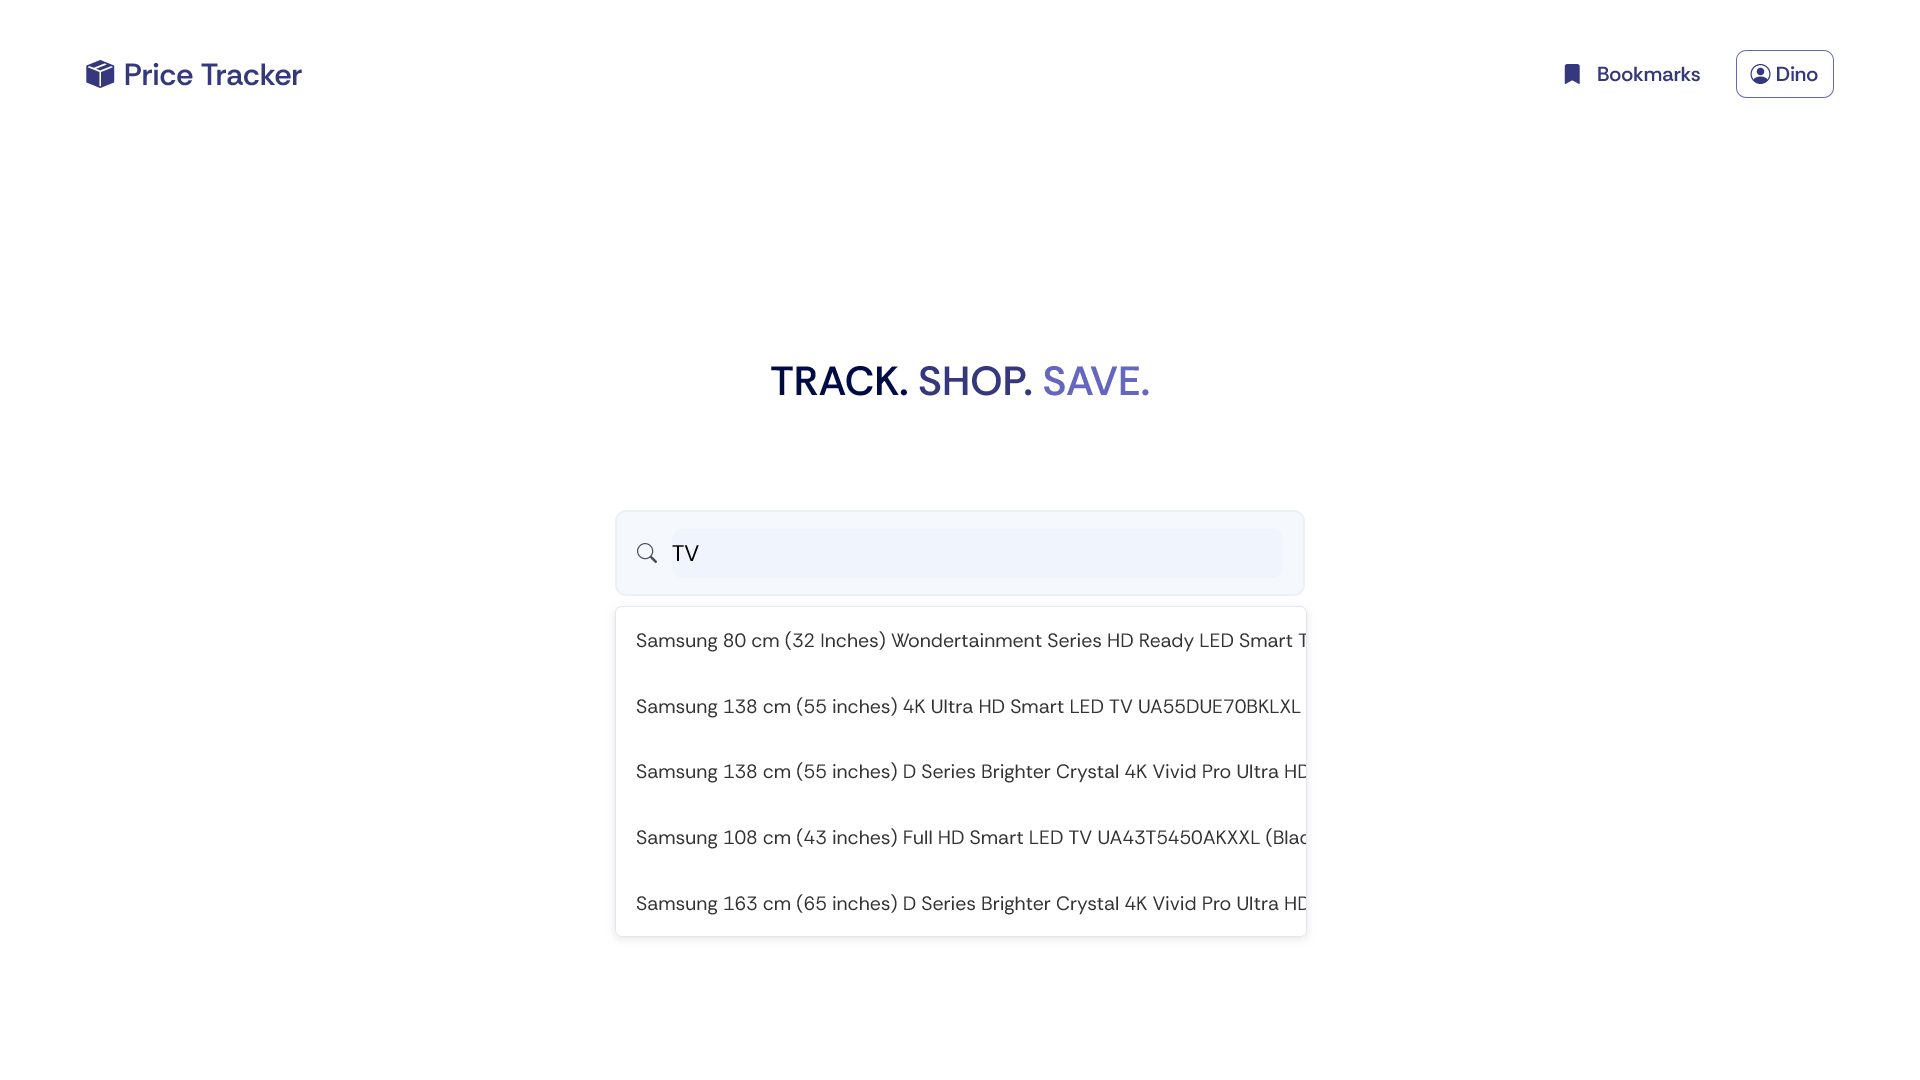 Price Tracker
Bookmarks
Dino
TRACK. SHOP. SAVE.
TV
Samsung 80 cm (32 Inches) Wondertainment Series HD Ready LED Smart T
Samsung 138 cm (55 inches) 4K Ultra HD Smart LED TV UA55DUE70BKLXL
Samsung 138 cm (55 inches) D Series Brighter Crystal 4K Vivid Pro Ultra HD
Samsung 108 cm (43 inches) Full HD Smart LED TV UA43T5450AKXXL (Blac
Samsung 163 cm (65 inches) D Series Brighter Crystal 4K Vivid Pro Ultra HD